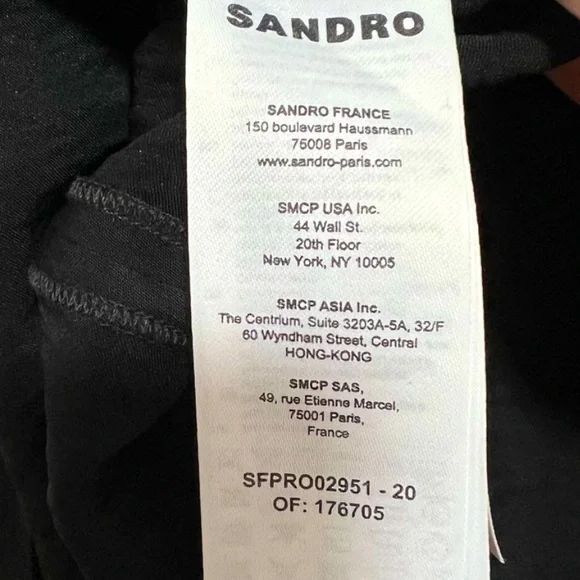 SANDRO
SANDRO FRANCE
150 boulevard Haussmann
75008 Paris
www.sandro-paris.com
SMCP USA Inc.
44 Wall St.
20th Floor
New York, NY 10005
SMCP ASIA Inc.
The Centrium, Suite 3203A-5A, 32/F
60 Wyndham Street, Central
HONG-KONG
SMCP SAS,
49, rue Etienne Marcel,
75001 Paris,
France
SFPRO02951 - 20
OF: 176705